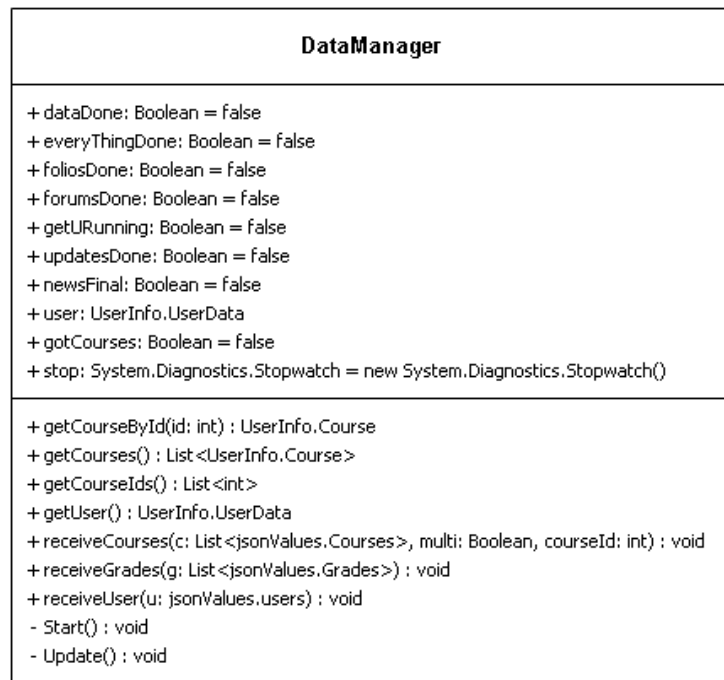 DataManager
+ dataDone: Boolean = false
+ everyThingDone: Boolean = false
+ foliosDone: Boolean = false
+ forumsDone: Boolean = false
+ getURunning: Boolean = false
+ updatesDone: Boolean = false
+ newsFinal: Boolean = false
+ user: UserInfo.UserData
+ gotCourses: Boolean = false
+ stop: System.Diagnostics.Stopwatch = new System.Diagnostics.Stopwatch()
+ getCourseById(id: int) : UserInfo.Course
+ getCourses() : List<UserInfo.Course>
+ getCourseIds() : List<int>
+ getUser() : UserInfo.UserData
+ receiveCourses(c: List<jsonValues.Courses>, multi: Boolean, courseId: int) : void
+ receiveGrades(g: List<jsonValues.Grades>) : void
+ receiveUser(u: jsonValues.users) : void
- Start() : void
- Update() : void